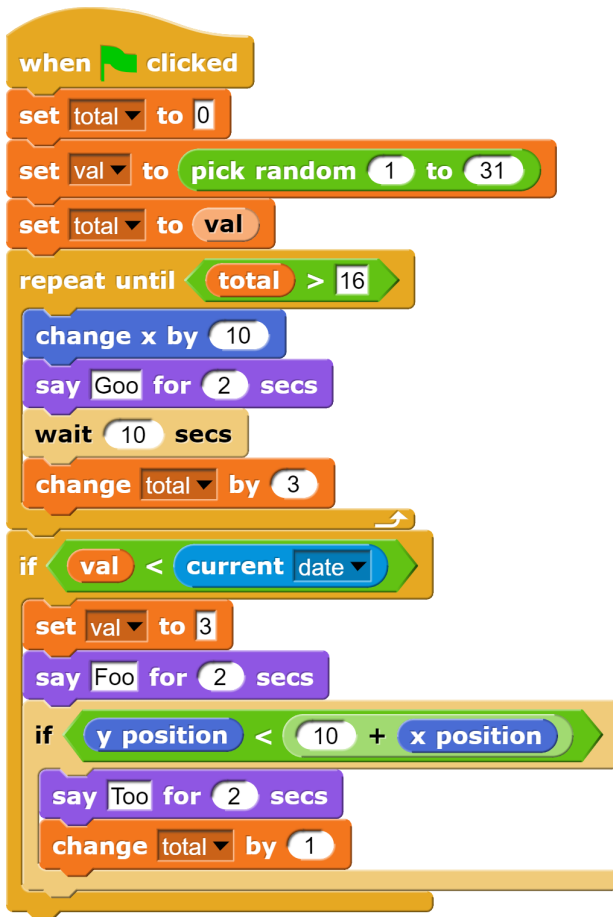 when clicked
set total to 0
set val to pick random 1 to 31
set total to val
repeat until total > 16
change x by 10
say Goo for 2 secs
wait 10 secs
change total by 3
if val < current date
set val to 3
say Foo for 2 secs
if y position < 10 + x position
say Too for 2 secs
change total by 1